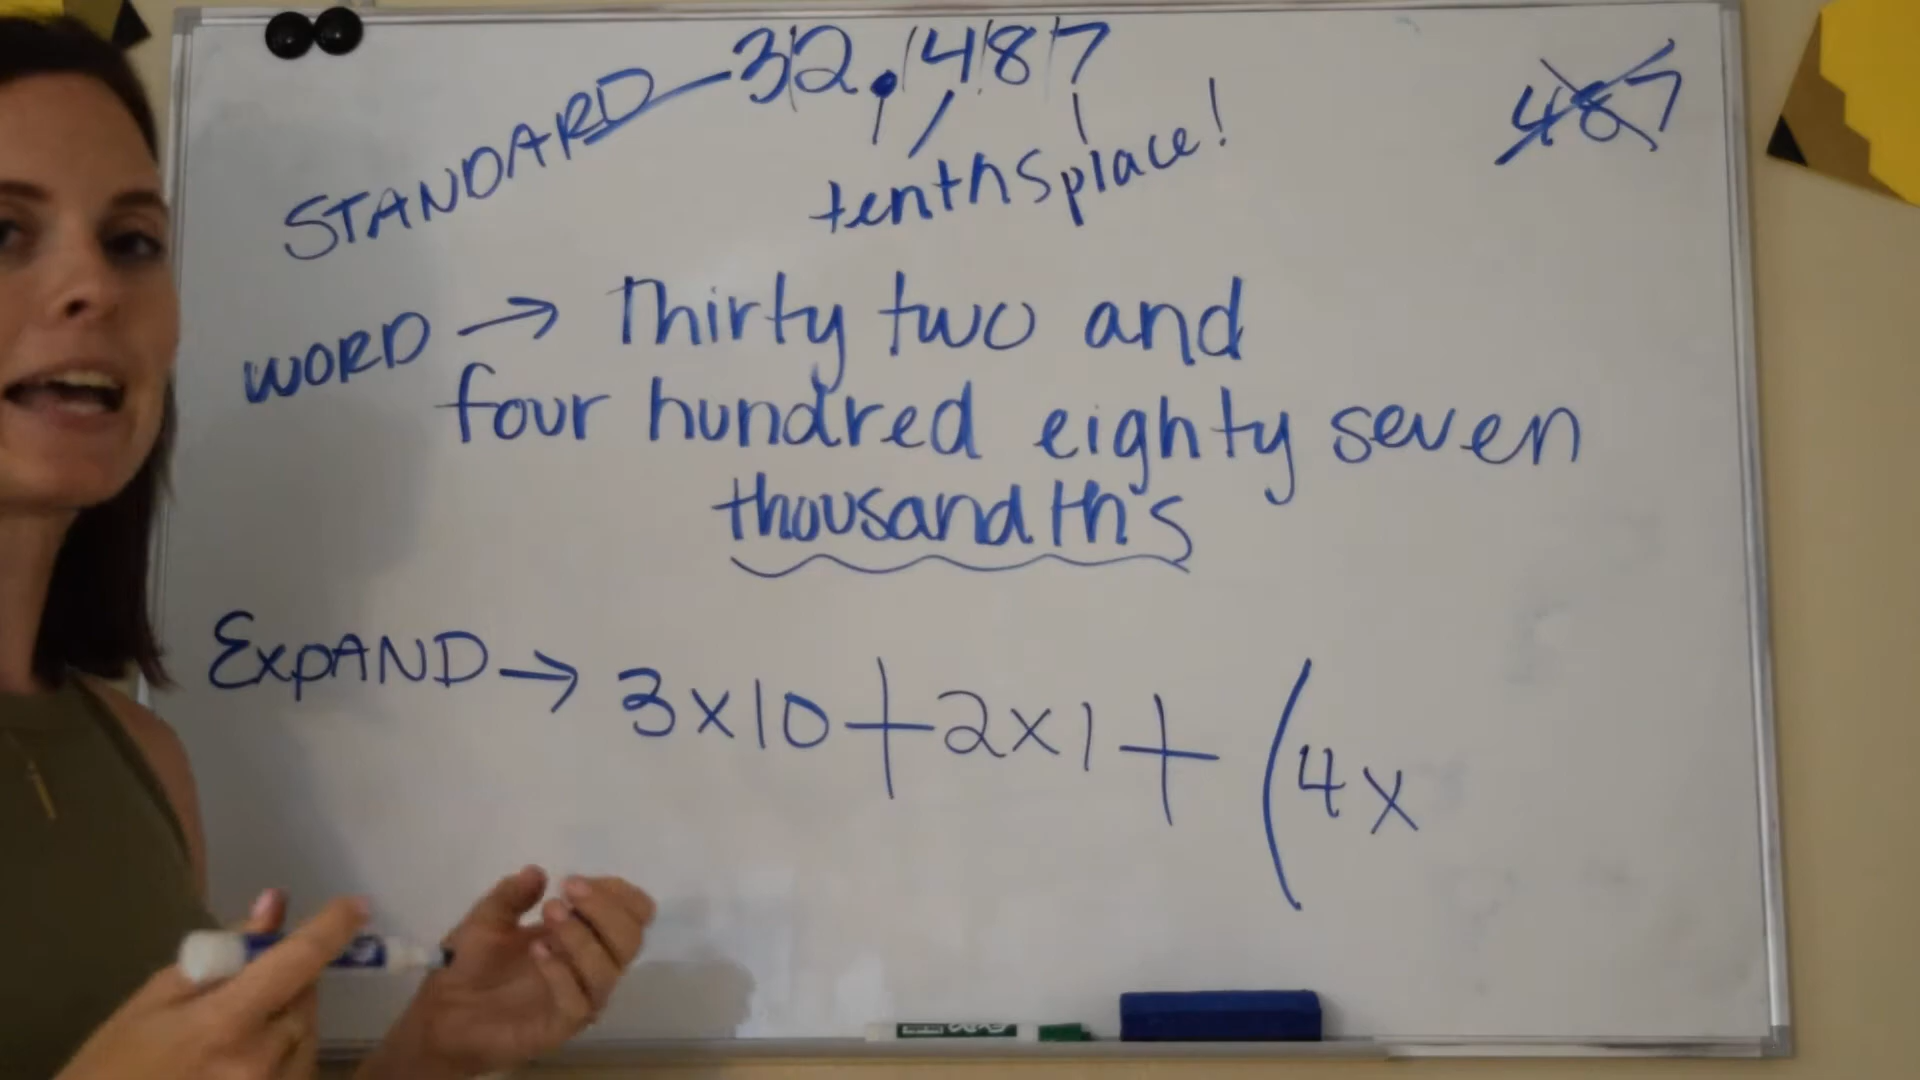 STANDARD - 32.487
487
tenths place!
WORD → Thirty two and
four hundred eighty seven
thousandths
EXPAND → 3x10 + 2x1 + (4x